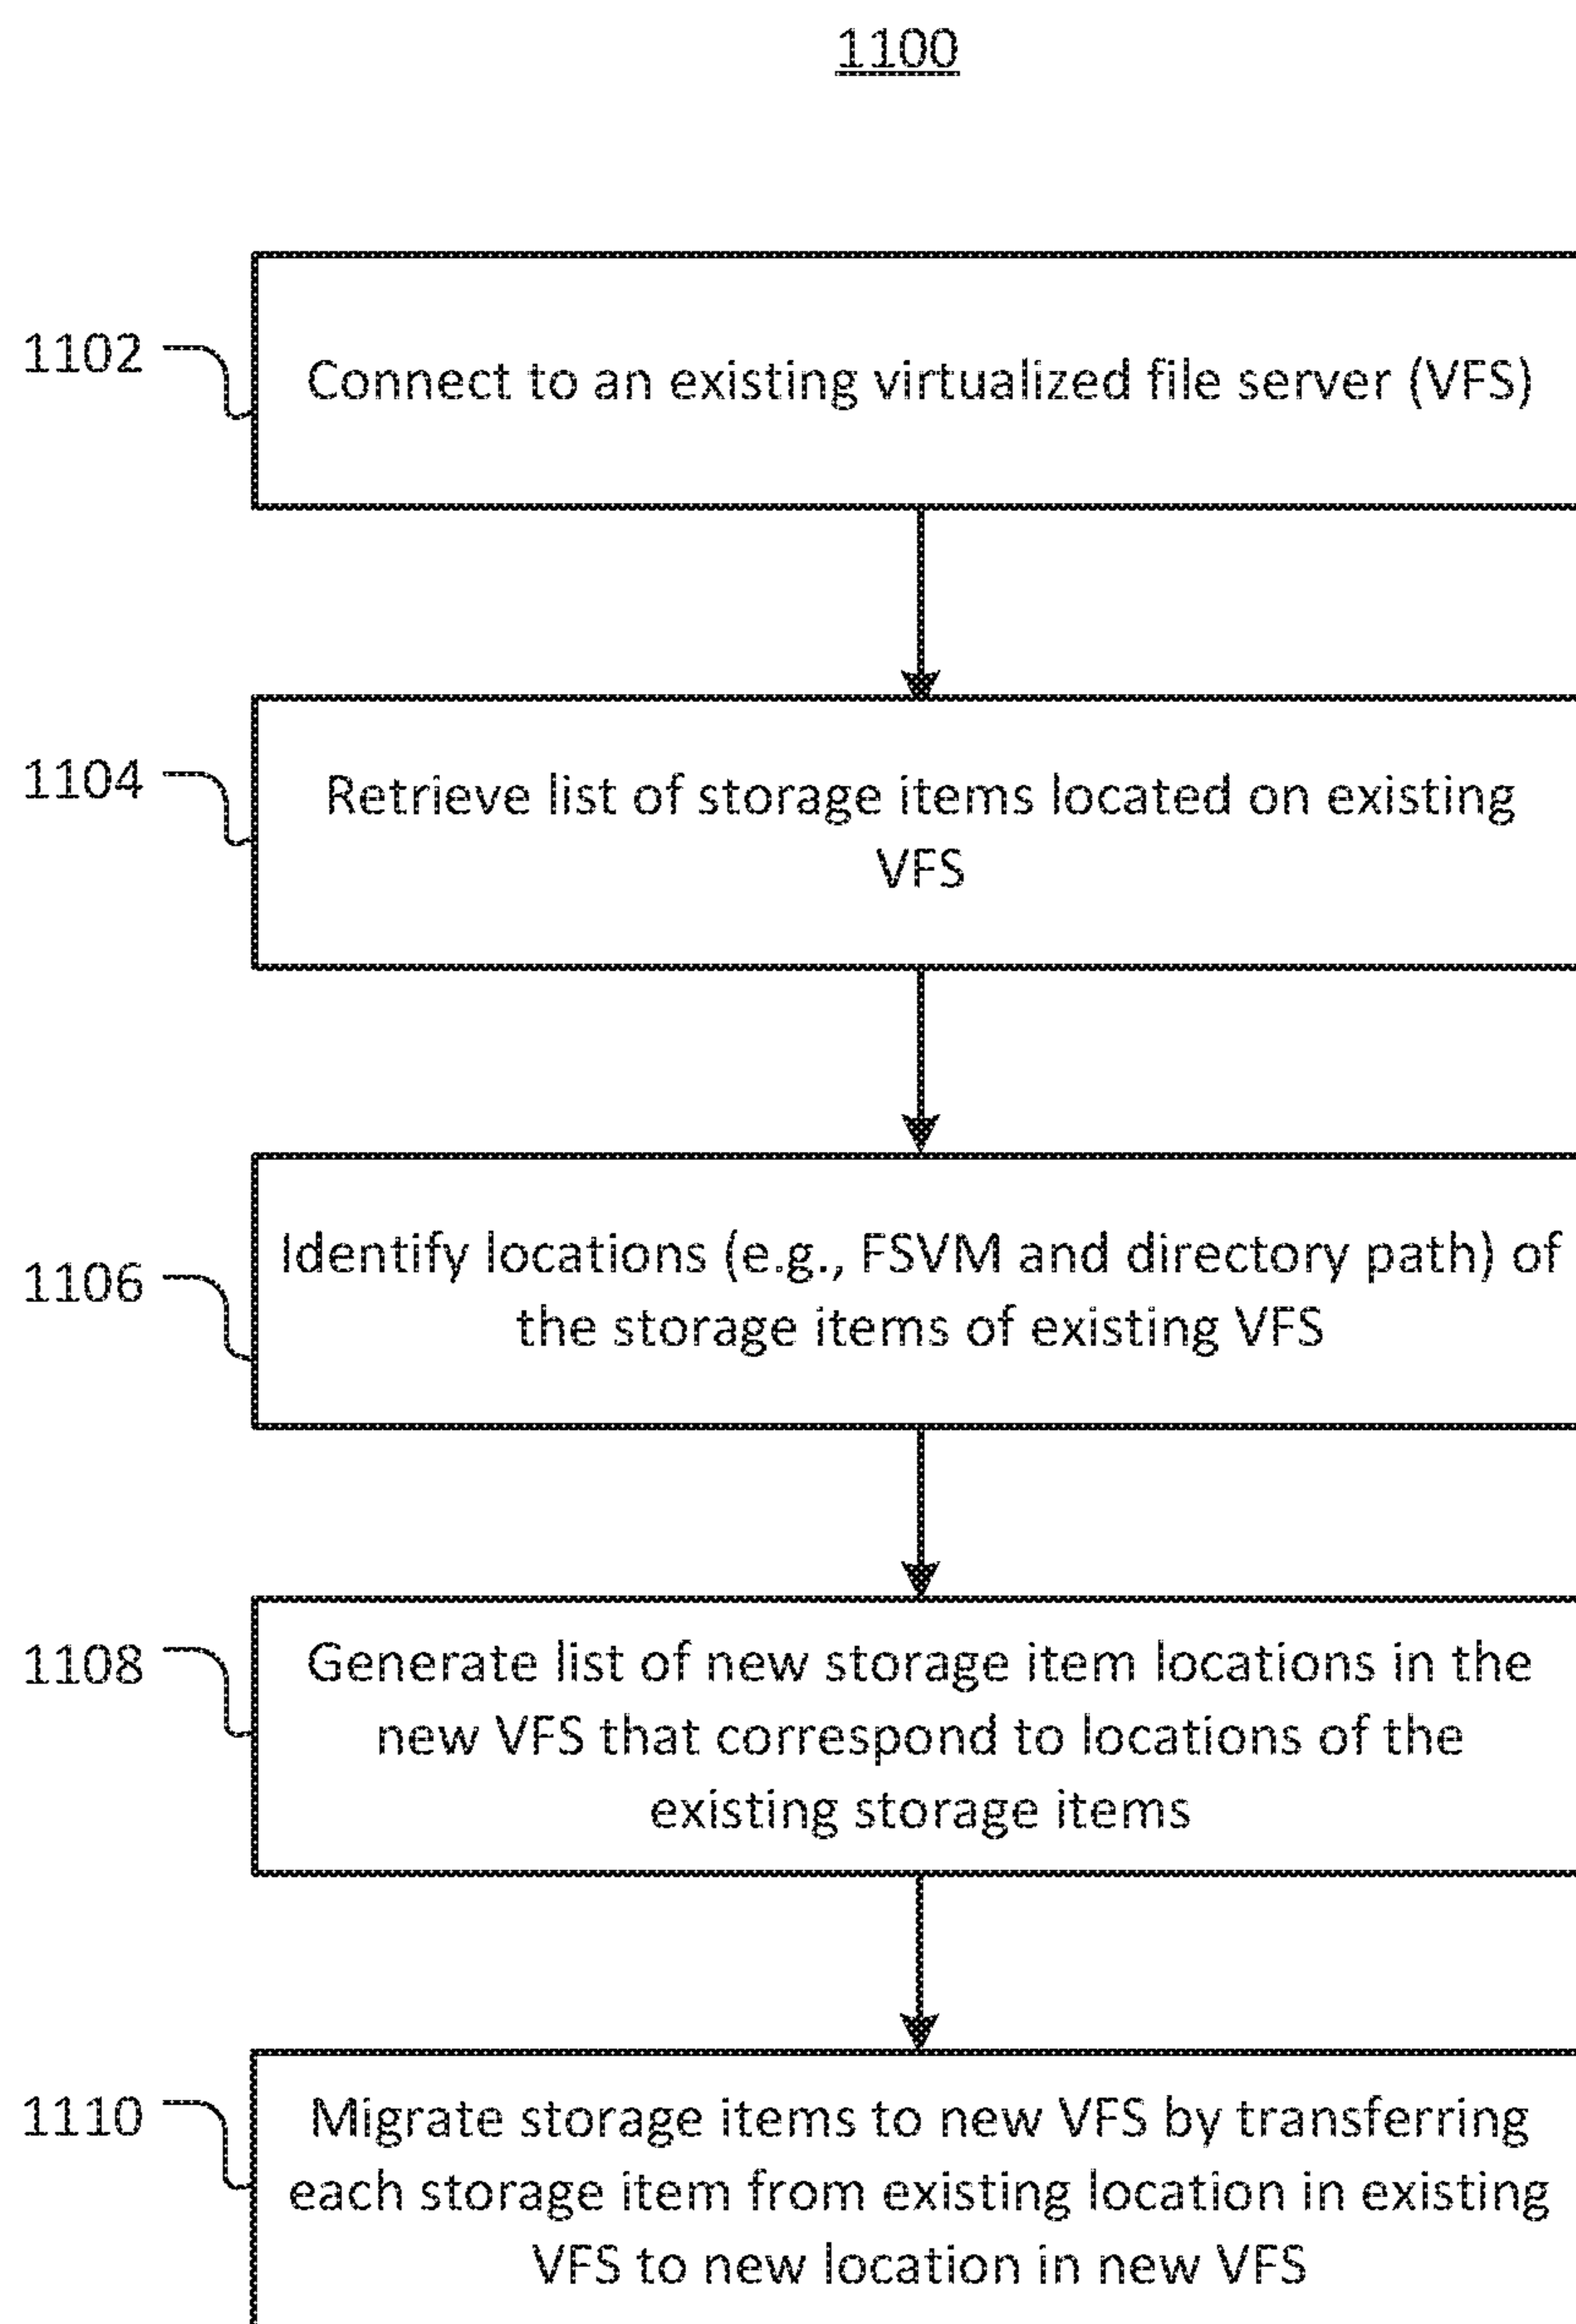 1100
1102
Connect to an existing virtualized file server (VFS)
1104
Retrieve list of storage items located on existing
VFS
1106
Identify locations (e.g., FSVM and directory path) of
the storage items of existing VFS
1108
Generate list of new storage item locations in the
new VFS that correspond to locations of the
existing storage items
1110
Migrate storage items to new VFS by transferring
each storage item from existing location in existing
VFS to new location in new VFS